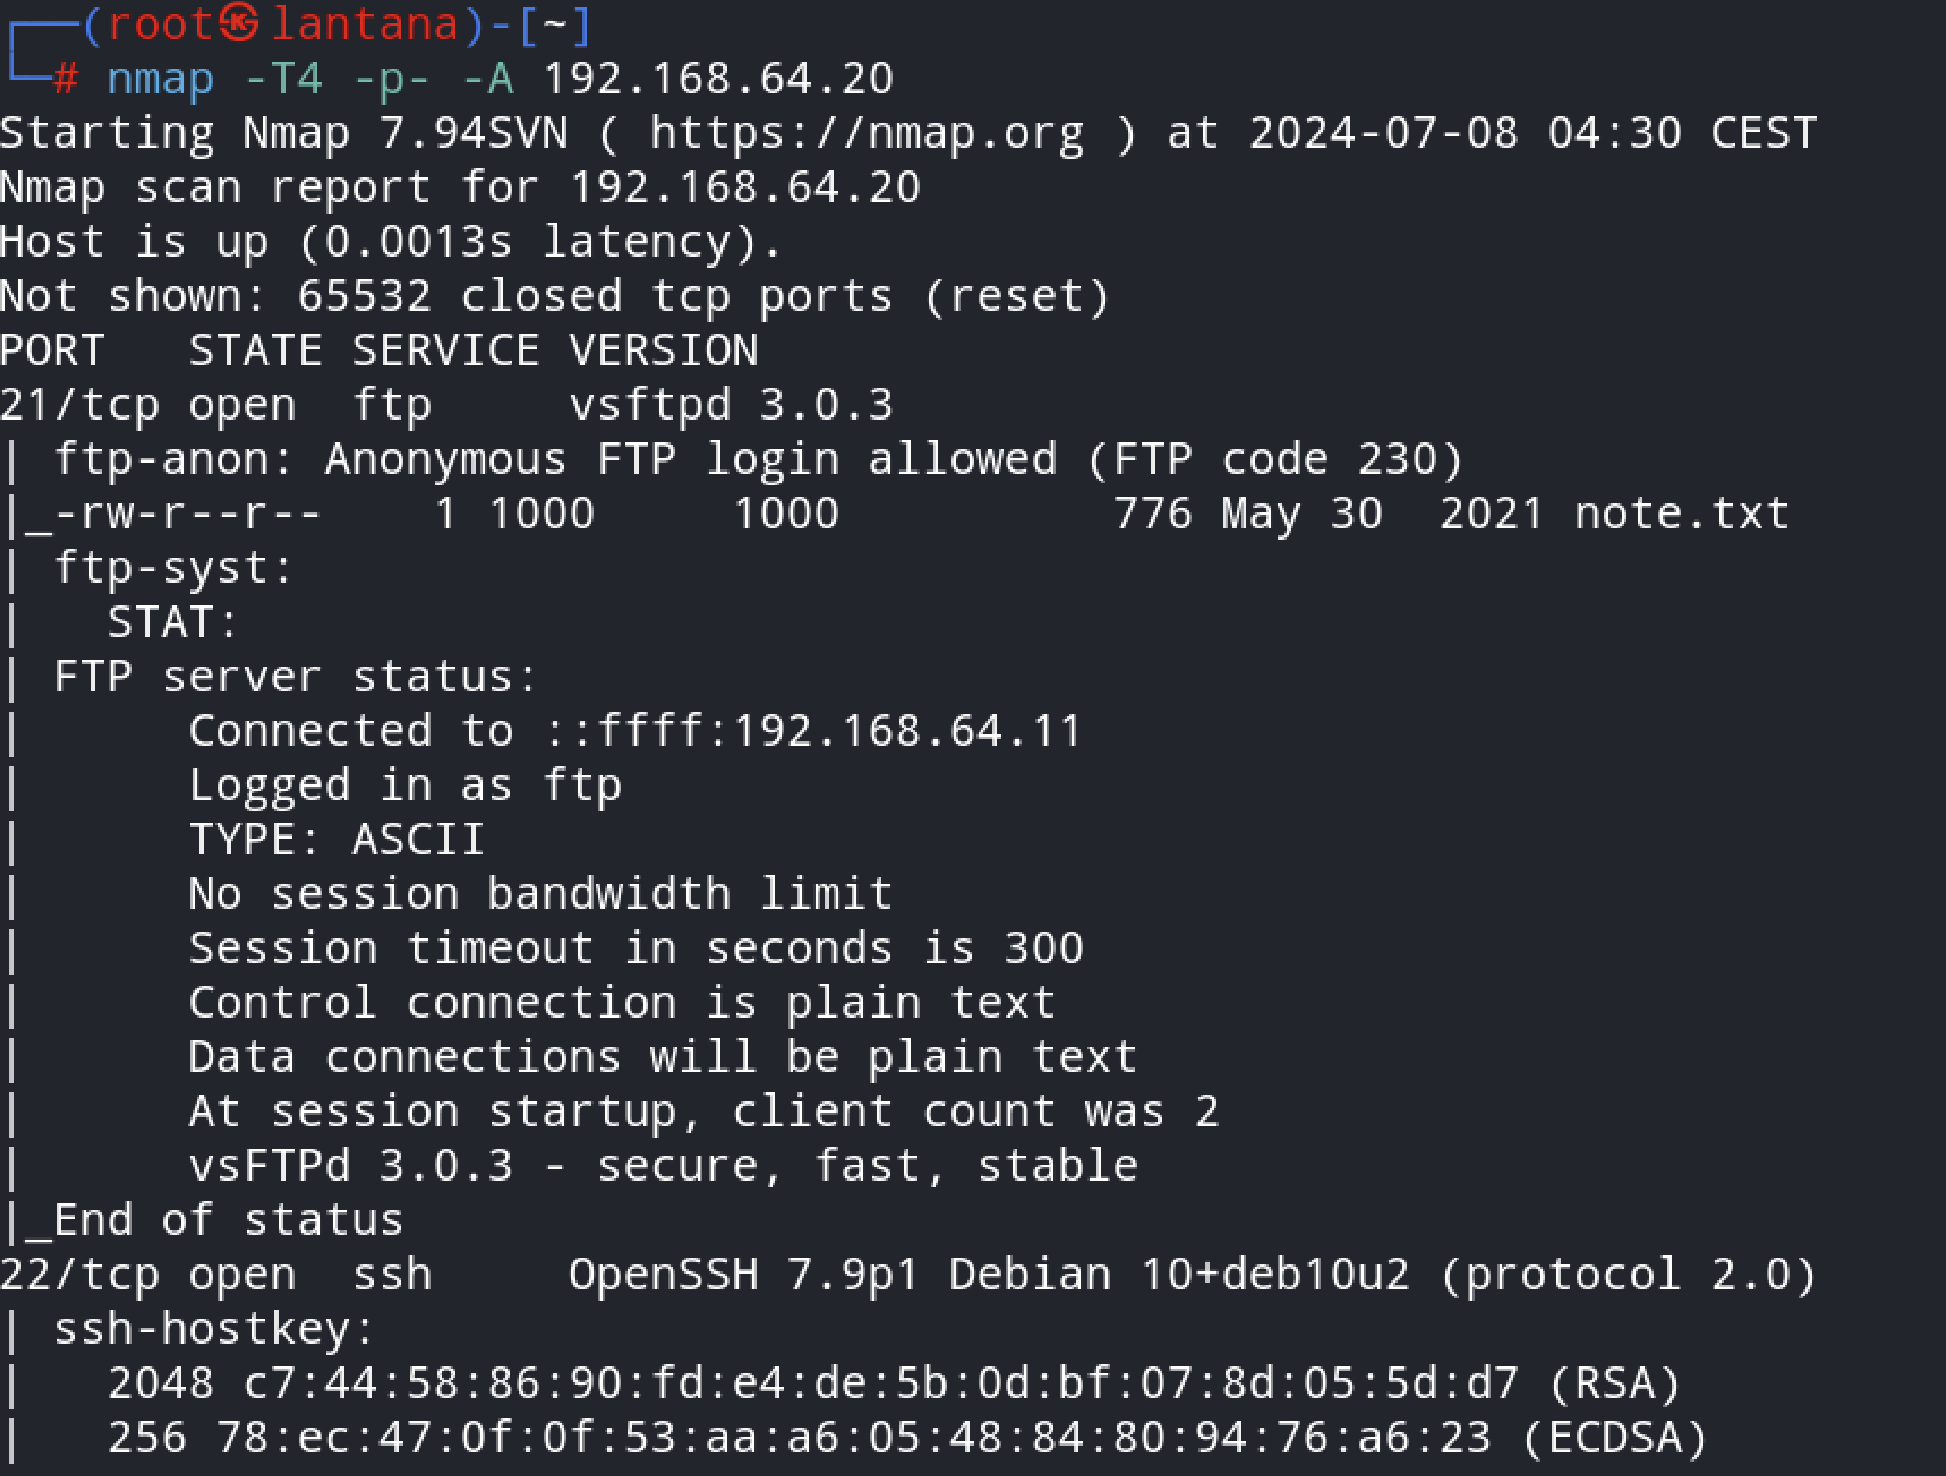 ┌──(root㉿lantana)-[~]
└─# nmap -T4 -p- -A 192.168.64.20
Starting Nmap 7.94SVN ( https://nmap.org ) at 2024-07-08 04:30 CEST
Nmap scan report for 192.168.64.20
Host is up (0.0013s latency).
Not shown: 65532 closed tcp ports (reset)
PORT   STATE SERVICE VERSION
21/tcp open  ftp     vsftpd 3.0.3
| ftp-anon: Anonymous FTP login allowed (FTP code 230)
|_-rw-r--r--    1 1000     1000          776 May 30  2021 note.txt
| ftp-syst:
|   STAT:
| FTP server status:
|      Connected to ::ffff:192.168.64.11
|      Logged in as ftp
|      TYPE: ASCII
|      No session bandwidth limit
|      Session timeout in seconds is 300
|      Control connection is plain text
|      Data connections will be plain text
|      At session startup, client count was 2
|      vsFTPd 3.0.3 - secure, fast, stable
|_End of status
22/tcp open  ssh     OpenSSH 7.9p1 Debian 10+deb10u2 (protocol 2.0)
| ssh-hostkey:
|   2048 c7:44:58:86:90:fd:e4:de:5b:0d:bf:07:8d:05:5d:d7 (RSA)
|   256 78:ec:47:0f:0f:53:aa:a6:05:48:84:80:94:76:a6:23 (ECDSA)